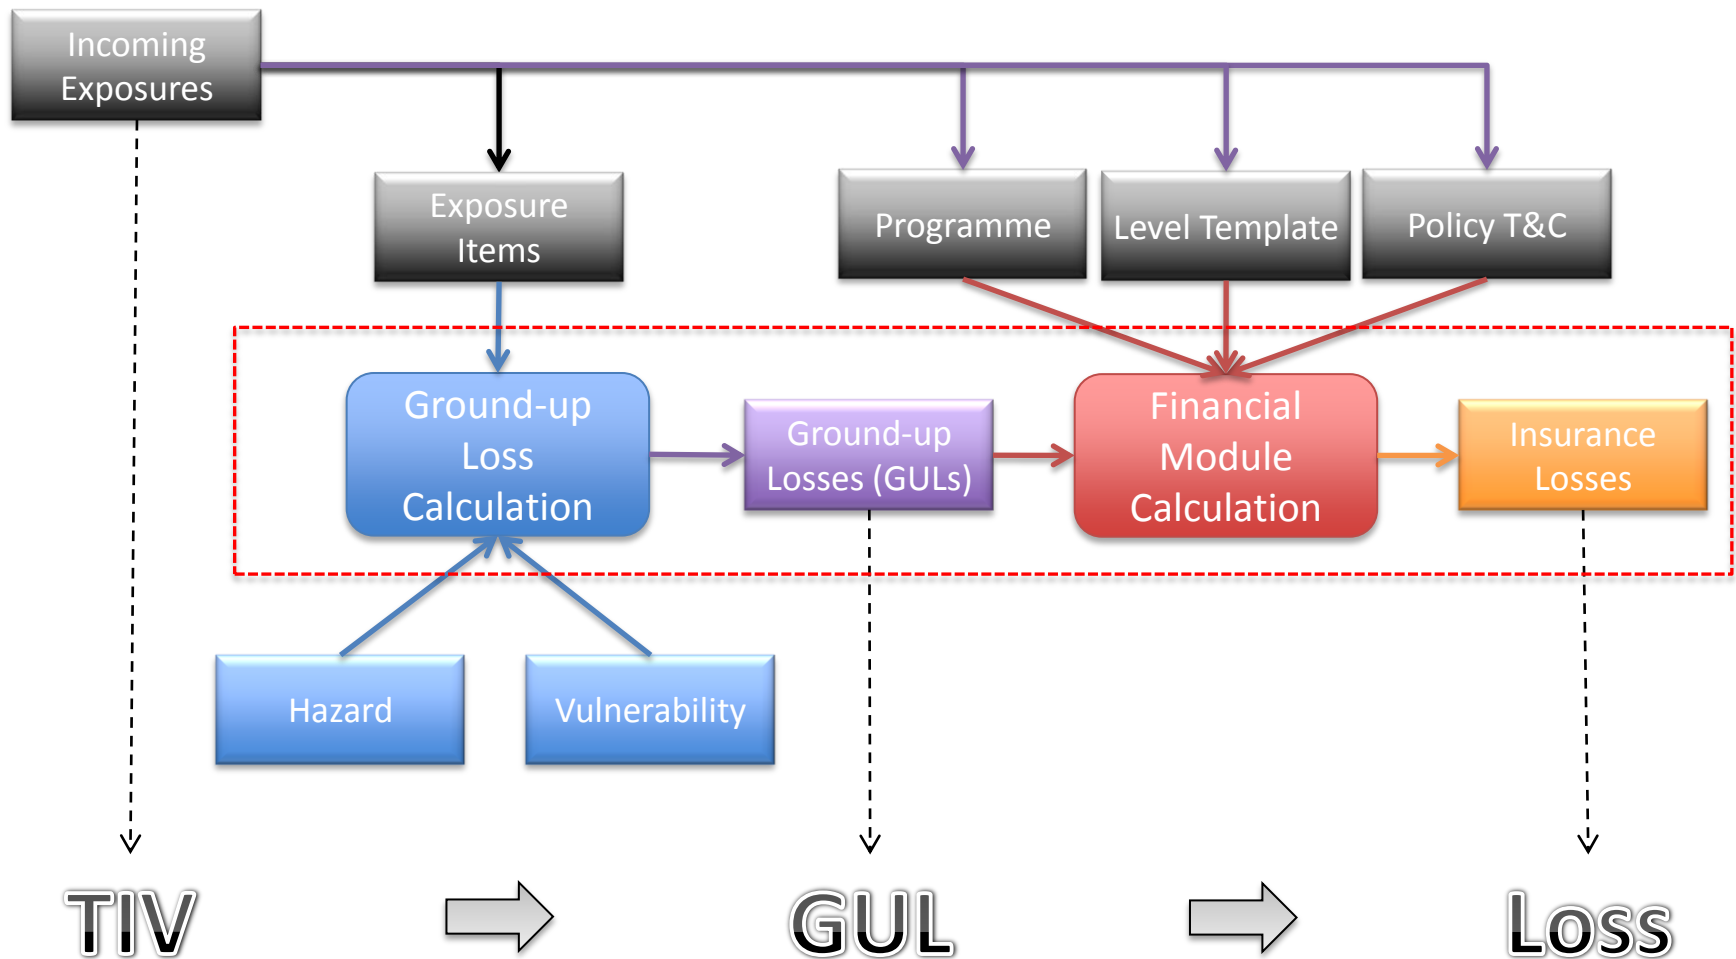 Incoming
Exposures
Exposure
Items
Programme
Level Template
Policy T&C
Ground-up
Loss
Calculation
Ground-up
Losses (GULs)
Financial
Module
Calculation
Insurance
Losses
Hazard
Vulnerability
TIV
GUL
Loss